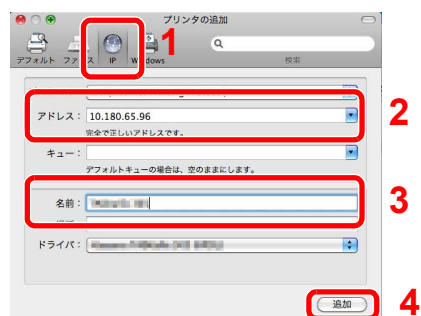 プリンタの追加
1
デフォルト ファ ス IP Windows
検索
アドレス： 10.180.65.96
2
完全で正しいアドレスです。
キュー：
デフォルトキューの場合は、空のままにします。
名前：
3
ドライバ：
追加
4